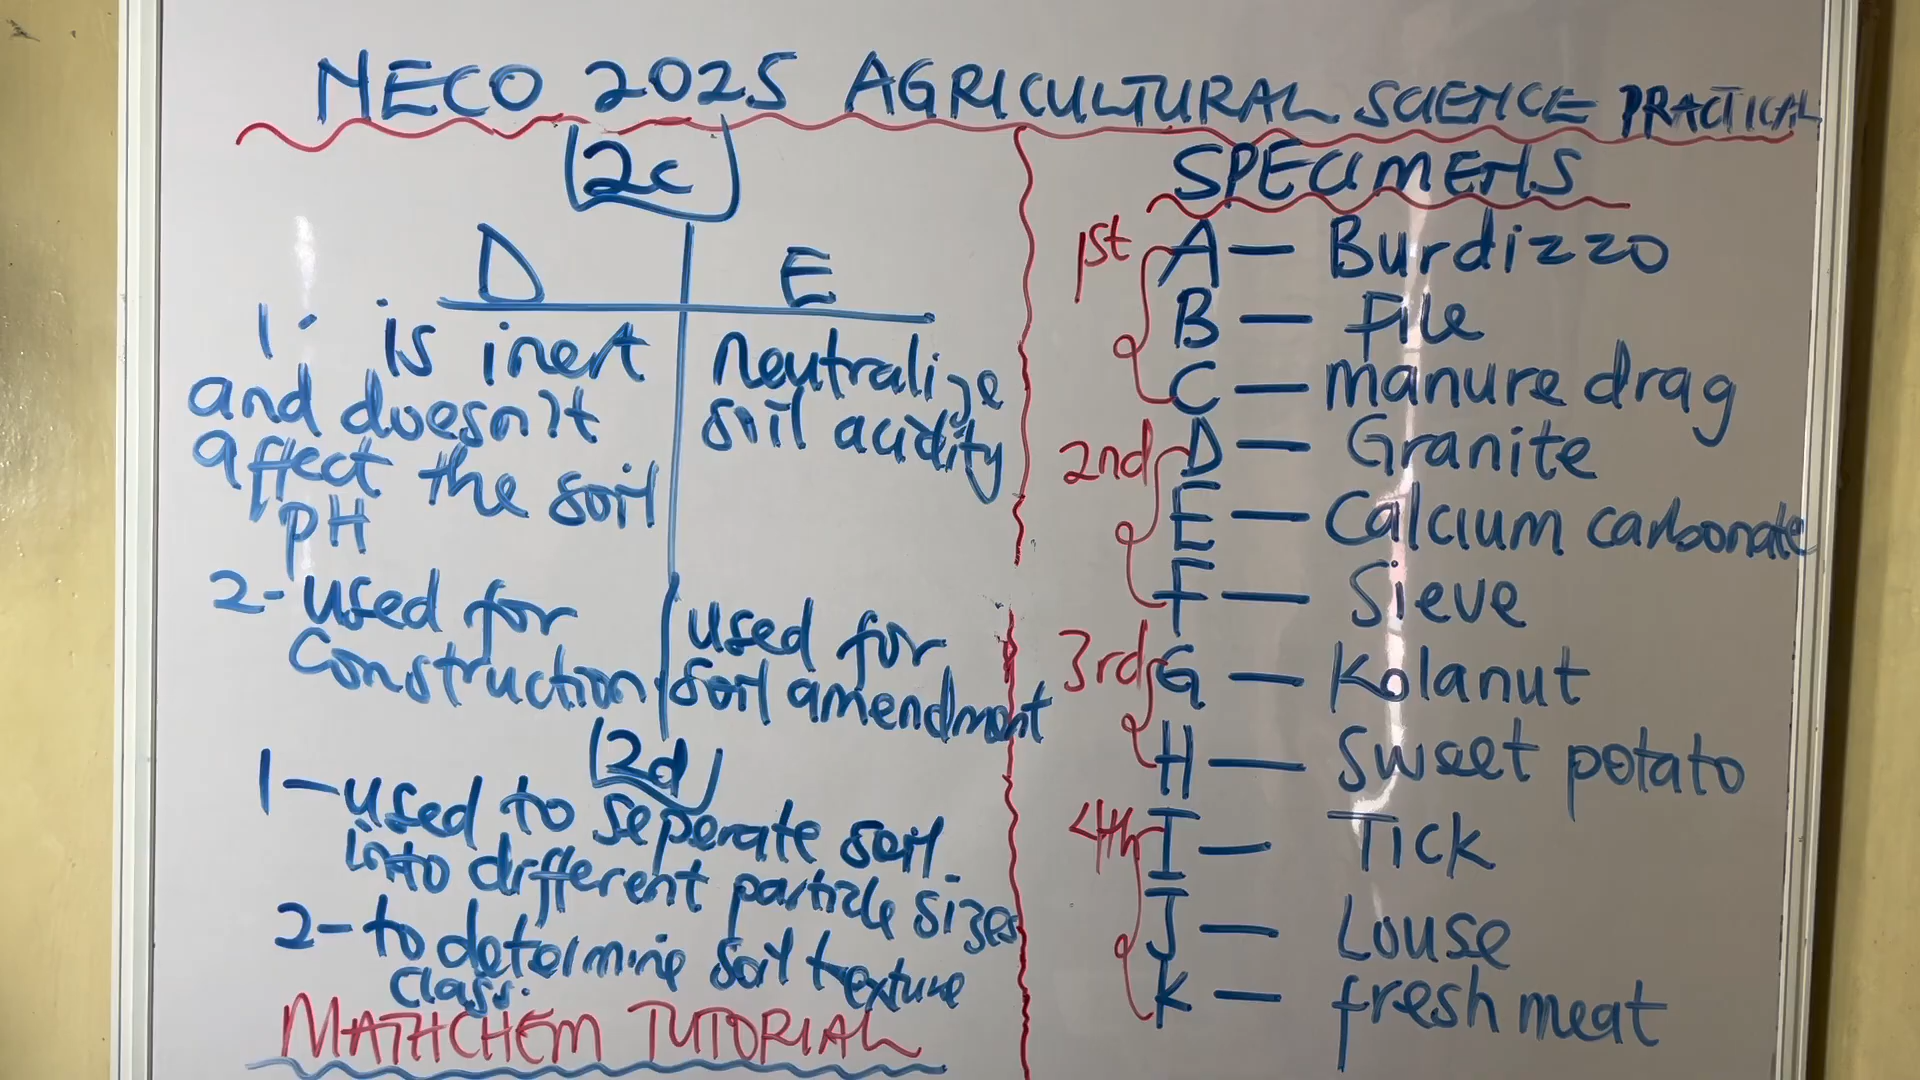 NECO 2025 AGRICULTURAL SCIENCE PRACTICAL
2c
D E
1. is inert
and doesn't
affect the soil
pH
neutralize
soil acidity
2- used for
Construction
used for
soil amendment
2d
1- used to seperate soil
into different particle sizes
2- to determine soil texture
class.
MATHCHEM TUTORIAL
SPECIMENS
1st A — Burdizzo
B — File
C — manure drag
2nd D — Granite
E — Calcium carbonate
F — Sieve
3rd G — Kolanut
H — Sweet potato
4th I — Tick
J — Louse
K — fresh meat